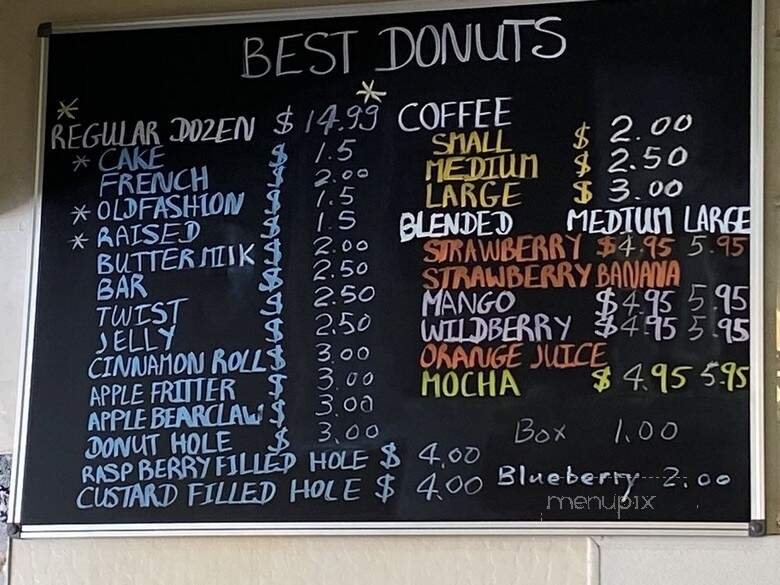 BEST DONUTS
*
* REGULAR DOZEN $ 14.99
* CAKE $ 1.5
FRENCH $ 2.00
* OLDFASHION $ 1.5
* RAISED $ 1.5
BUTTERMILK $ 2.00
BAR $ 2.50
TWIST $ 2.50
JELLY $ 2.50
CINNAMON ROLL $ 3.00
APPLE FRITTER $ 3.00
APPLE BEARCLAW $ 3.00
DONUT HOLE $ 3.00
RASPBERRY FILLED HOLE $ 4.00
CUSTARD FILLED HOLE $ 4.00
COFFEE
SMALL $ 2.00
MEDIUM $ 2.50
LARGE $ 3.00
BLENDED MEDIUM LARGE
STRAWBERRY $4.95 5.95
STRAWBERRY BANANA
MANGO $4.95 5.95
WILDBERRY $4.95 5.95
ORANGE JUICE
MOCHA $ 4.95 5.95
Box 1.00
Blueberry 2.00
menupix